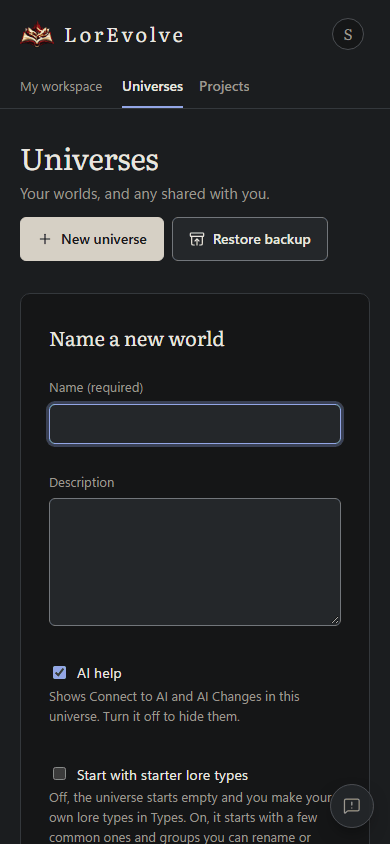 LorEvolve
S
My workspace
Universes
Projects
Universes
Your worlds, and any shared with you.
New universe
Restore backup
Name a new world
Name (required)
Description
AI help
Shows Connect to AI and AI Changes in this
universe. Turn it off to hide them.
Start with starter lore types
Off, the universe starts empty and you make your
own lore types in Types. On, it starts with a few
common ones and groups you can rename or